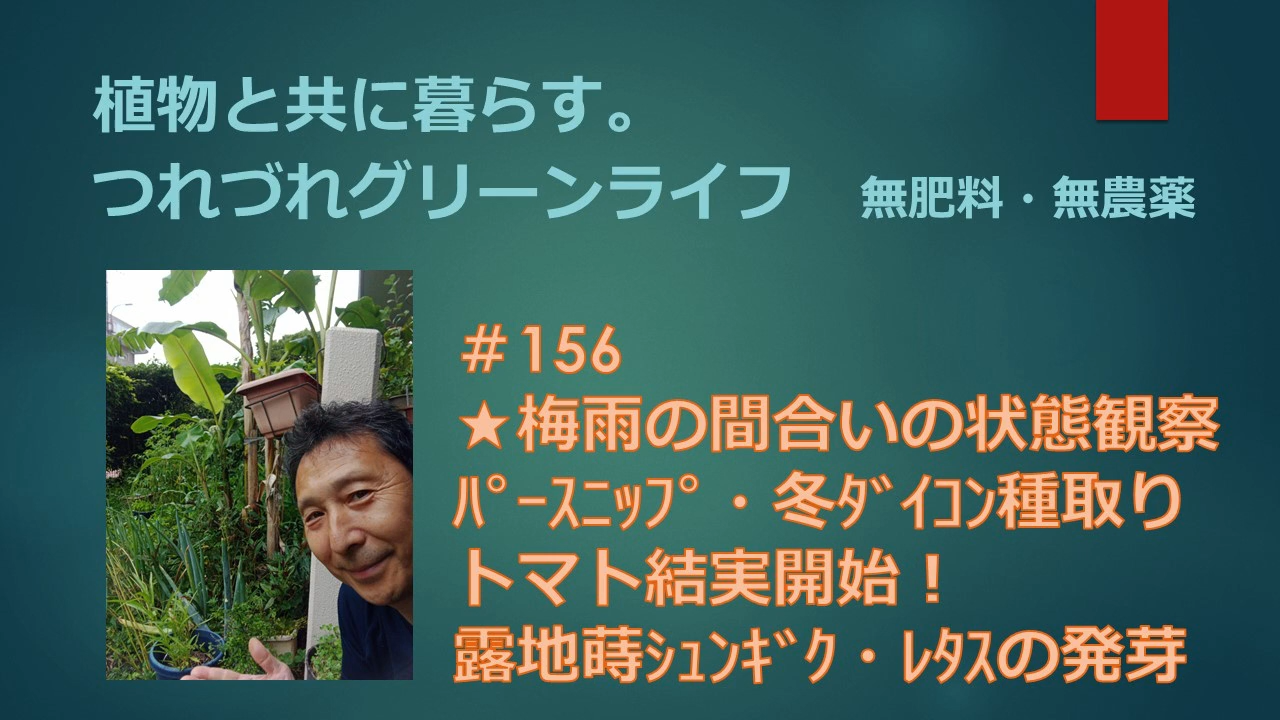 植物と共に暮らす。
つれづれグリーンライフ 無肥料・無農薬
＃156
★梅雨の間合いの状態観察
ﾊﾟｰｽﾆｯﾌﾟ・冬ﾀﾞｲｺﾝ種取り
トマト結実開始！
露地蒔ｼｭﾝｷﾞｸ・ﾚﾀｽの発芽